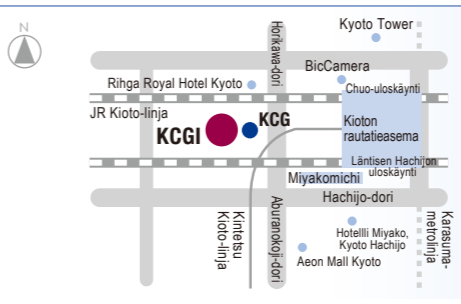 N
Kyoto Tower
Horikawa-dori
BicCamera
Rihga Royal Hotel Kyoto
Chuo-uloskäynti
JR Kioto-linja
KCGI
KCG
Kioton
rautatieasema
Läntisen Hachijon
uloskäynti
Miyakomichi
Hachijo-dori
Kintetsu
Kioto-linja
Aburanokoji-dori
Hotellli Miyako,
Kyoto Hachijo
Aeon Mall Kyoto
Karasuma-
metrolinja